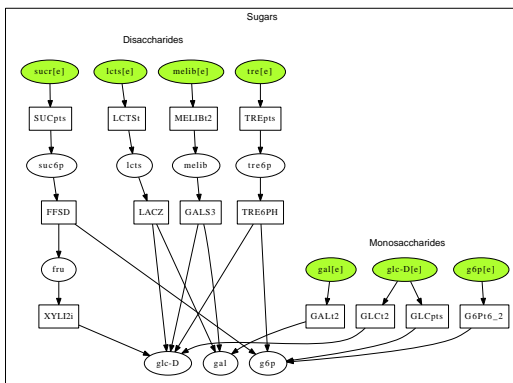 Sugars
Disaccharides
sucr[e] lcts[e] melib[e] tre[e]
SUCpts LCTSt MELIBt2 TREpts
suc6p lcts melib tre6p
FFSD LACZ GALS3 TRE6PH
Monosaccharides
fru gal[e] glc-D[e] g6p[e]
XYLI2i GALt2 GLCt2 GLCpts G6Pt6_2
glc-D gal g6p